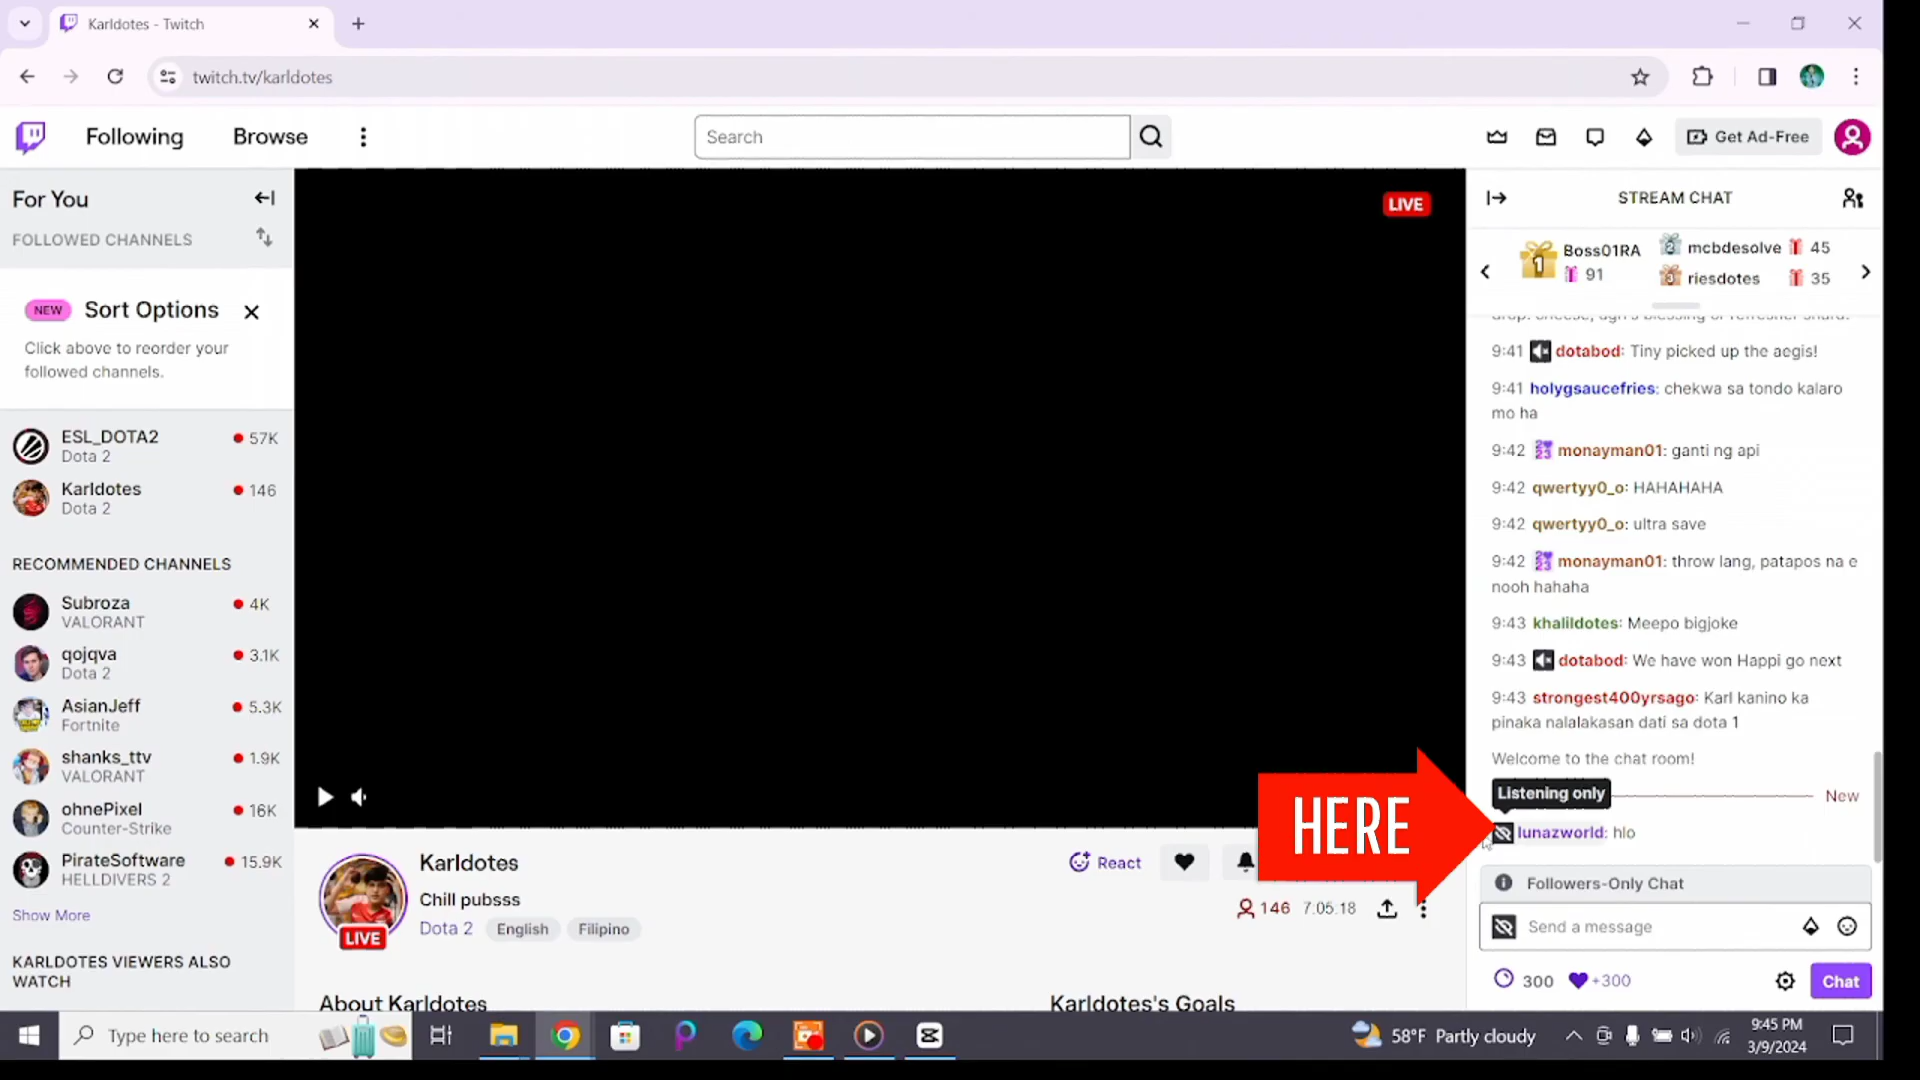 Karldotes - Twitch
twitch.tv/karldotes
Following
Browse
Search
Get Ad-Free
For You
FOLLOWED CHANNELS
NEW Sort Options
Click above to reorder your
followed channels.
ESL_DOTA2 57K
Dota 2
Karldotes 146
Dota 2
RECOMMENDED CHANNELS
Subroza 4K
VALORANT
qojqva 3.1K
Dota 2
AsianJeff 5.3K
Fortnite
shanks_ttv 1.9K
VALORANT
ohnePixel 16K
Counter-Strike
PirateSoftware 15.9K
HELLDIVERS 2
Show More
KARLDOTES VIEWERS ALSO
WATCH
LIVE
HERE
LIVE
Karldotes
Chill pubsss
Dota 2 English Filipino
React
146 7:05:18
About Karldotes
Karldotes's Goals
STREAM CHAT
1 Boss01RA
91
2 mcbdesolve 45
3 riesdotes 35
drop: cheese, agh's blessing or refresher shard.
9:41 dotabod: Tiny picked up the aegis!
9:41 holygsaucefries: chekwa sa tondo kalaro
mo ha
9:42 monayman01: ganti ng api
9:42 qwertyy0_o: HAHAHAHA
9:42 qwertyy0_o: ultra save
9:42 monayman01: throw lang, patapos na e
nooh hahaha
9:43 khalildotes: Meepo bigjoke
9:43 dotabod: We have won Happi go next
9:43 strongest400yrsago: Karl kanino ka
pinaka nalalakasan dati sa dota 1
Welcome to the chat room!
Listening only
New
lunazworld: hlo
Followers-Only Chat
Send a message
300 +300
Chat
Type here to search
58°F Partly cloudy
9:45 PM
3/9/2024